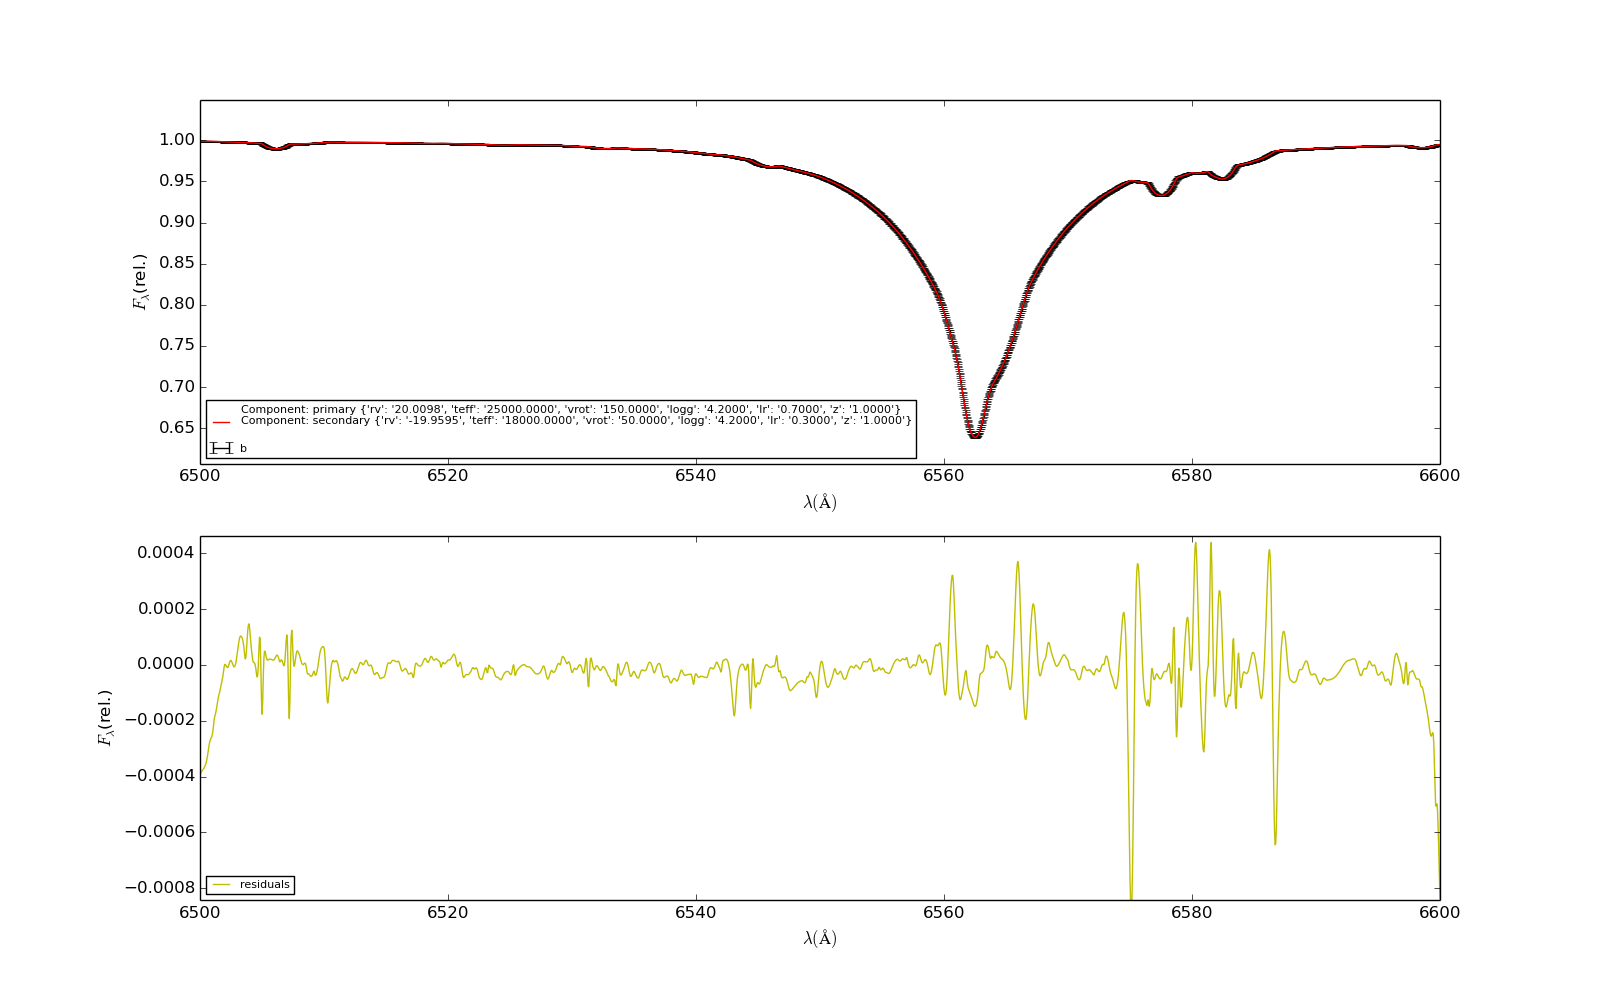 1.00
0.95
0.90
0.85
0.80
0.75
0.70
0.65
Fλ(rel.)
Component: primary {'rv': '20.0098', 'teff': '25000.0000', 'vrot': '150.0000', 'logg': '4.2000', 'lr': '0.7000', 'z': '1.0000'}
Component: secondary {'rv': '-19.9595', 'teff': '18000.0000', 'vrot': '50.0000', 'logg': '4.2000', 'lr': '0.3000', 'z': '1.0000'}
b
6500 6520 6540 6560 6580 6600
λ(Å)
0.0004
0.0002
0.0000
−0.0002
−0.0004
−0.0006
−0.0008
Fλ(rel.)
residuals
6500 6520 6540 6560 6580 6600
λ(Å)